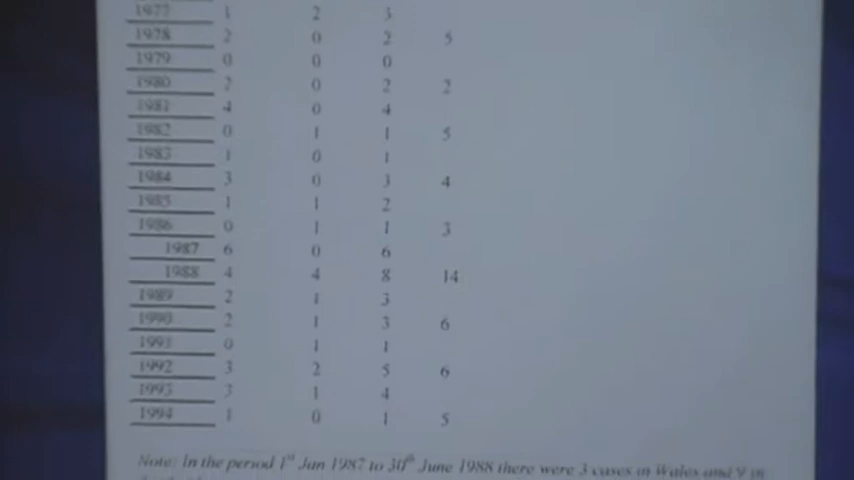 1977 1 2 3
1978 2 0 2 5
1979 0 0 0
1980 2 0 2 2
1981 4 0 4
1982 0 1 1 5
1983 1 0 1
1984 3 0 3 4
1985 1 1 2
1986 0 1 1 3
1987 6 0 6
1988 4 4 8 14
1989 2 1 3
1990 2 1 3 6
1991 0 1 1
1992 3 2 5 6
1993 3 1 4
1994 1 0 1 5
Note: In the period 1st Jan 1987 to 30th June 1988 there were 3 cases in Wales and 9 in